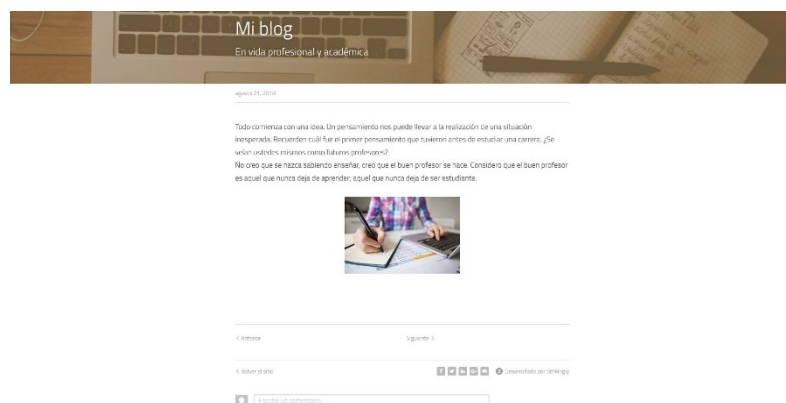 Mi blog
En vida profesional y académica
agosto 21, 2018
Todo comienza con una idea. Un pensamiento nos puede llevar a la realización de una situación
inesperada. Recuerden cuál fue el primer pensamiento que tuvieron antes de estudiar una carrera. ¿Se
veían ustedes mismos como futuros profesores?
No creo que se nazca sabiendo enseñar, creo que el buen profesor se hace. Considero que el buen profesor
es aquel que nunca deja de aprender; aquel que nunca deja de ser estudiante.
Anterior
Siguiente
Volver al sitio
Desarrollado por Strikingly
Escribe un comentario...